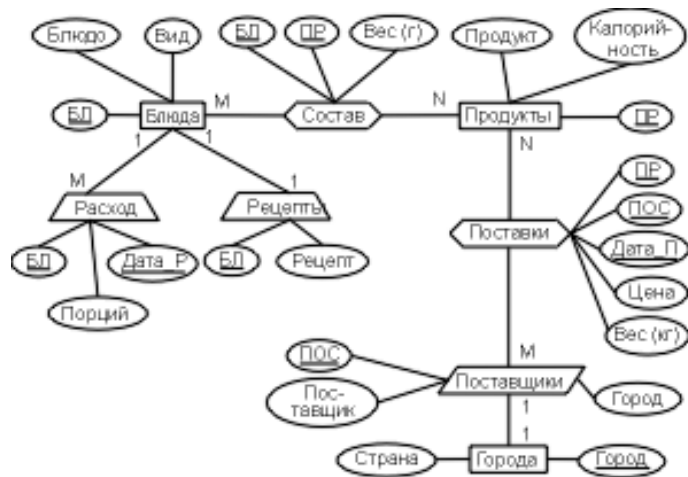 Блюдо
Вид
БЛ
ПР
Вес (г)
Продукт
Калорий-
ность
БЛ
Блюда
М
Состав
N
Продукты
ПР
1
1
N
М
1
ПР
Расход
Рецепты
ПОС
Поставки
БЛ
Дата_Р
БЛ
Рецепт
Дата_П
Цена
Порций
Вес (кг)
ПОС
М
Пос-
тавщик
Поставщики
Город
1
1
Страна
Города
Город